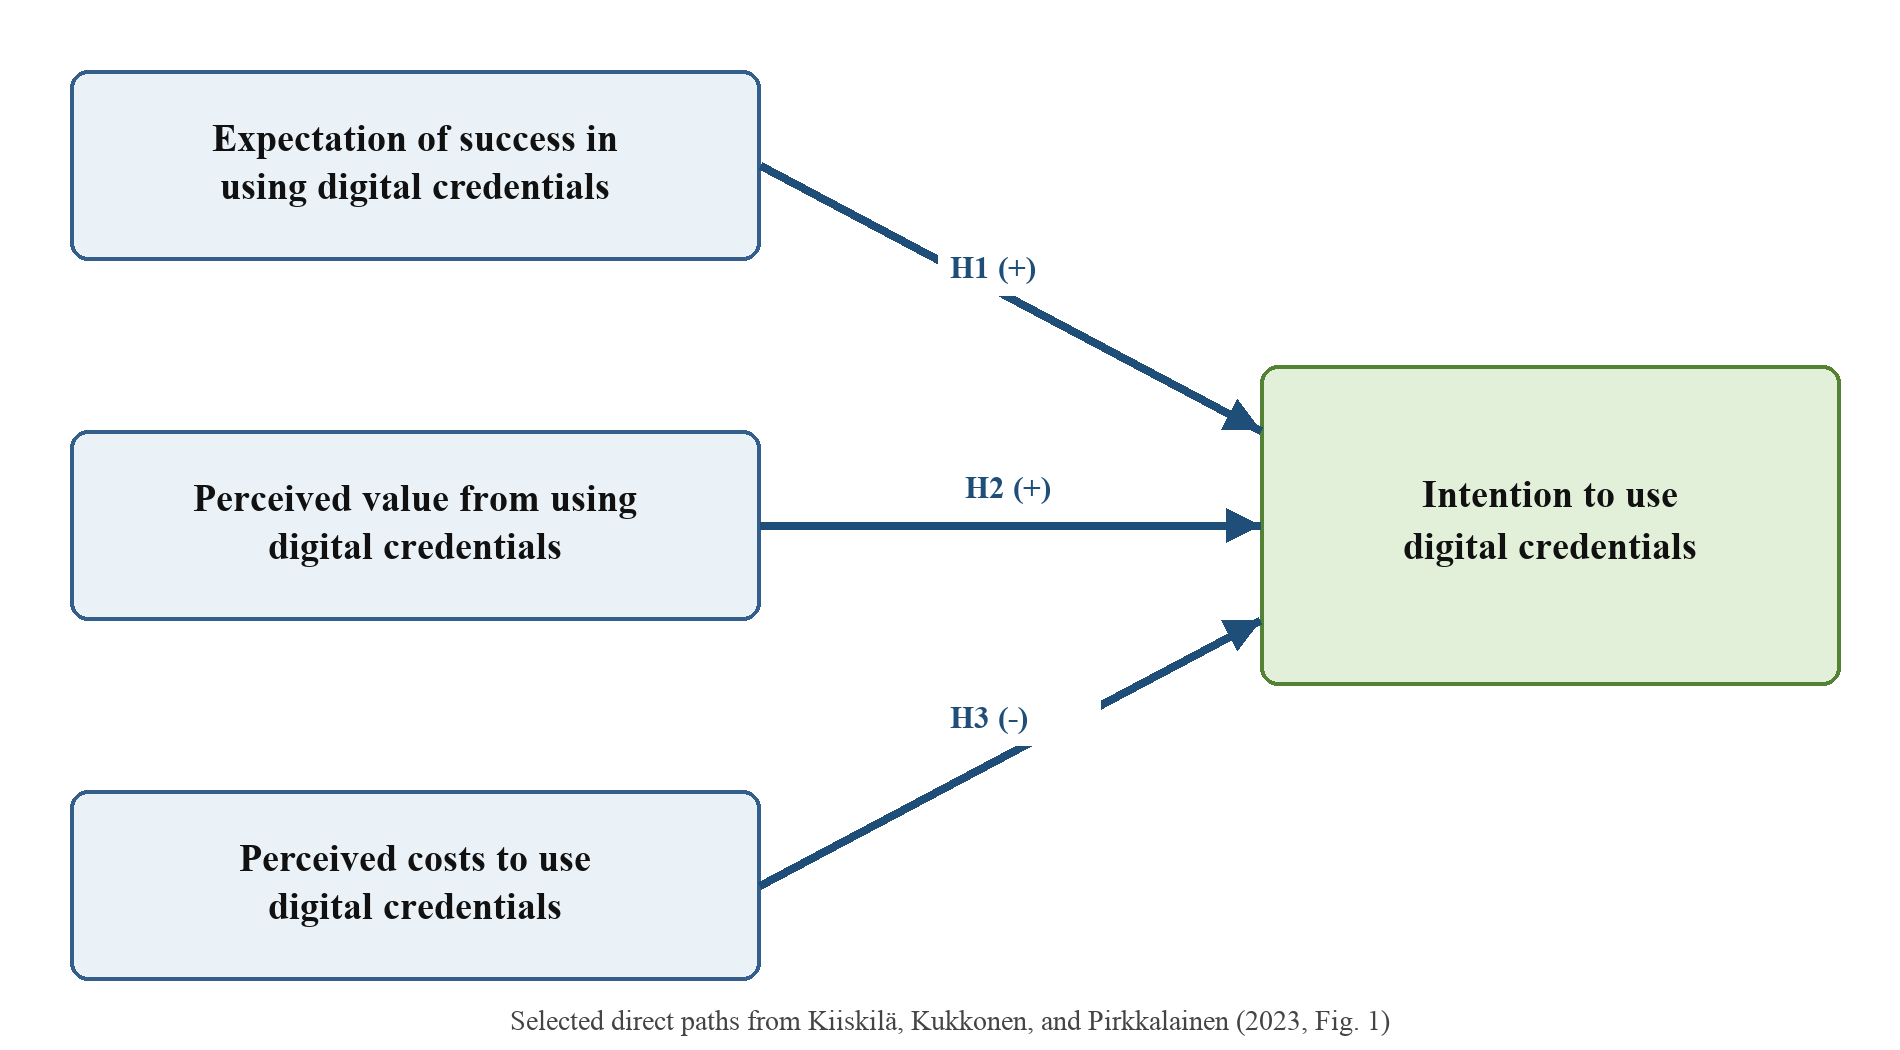 Expectation of success in
using digital credentials
H1 (+)
Perceived value from using
digital credentials
H2 (+)
Intention to use
digital credentials
H3 (-)
Perceived costs to use
digital credentials
Selected direct paths from Kiiskilä, Kukkonen, and Pirkkalainen (2023, Fig. 1)